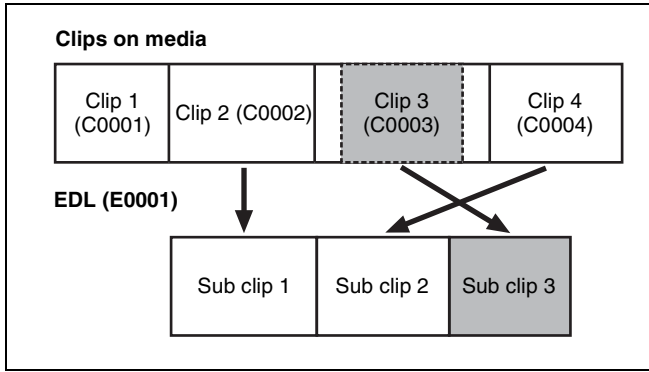 Clips on media
Clip 1
(C0001)
Clip 2 (C0002)
Clip 3
(C0003)
Clip 4
(C0004)
EDL (E0001)
Sub clip 1
Sub clip 2
Sub clip 3